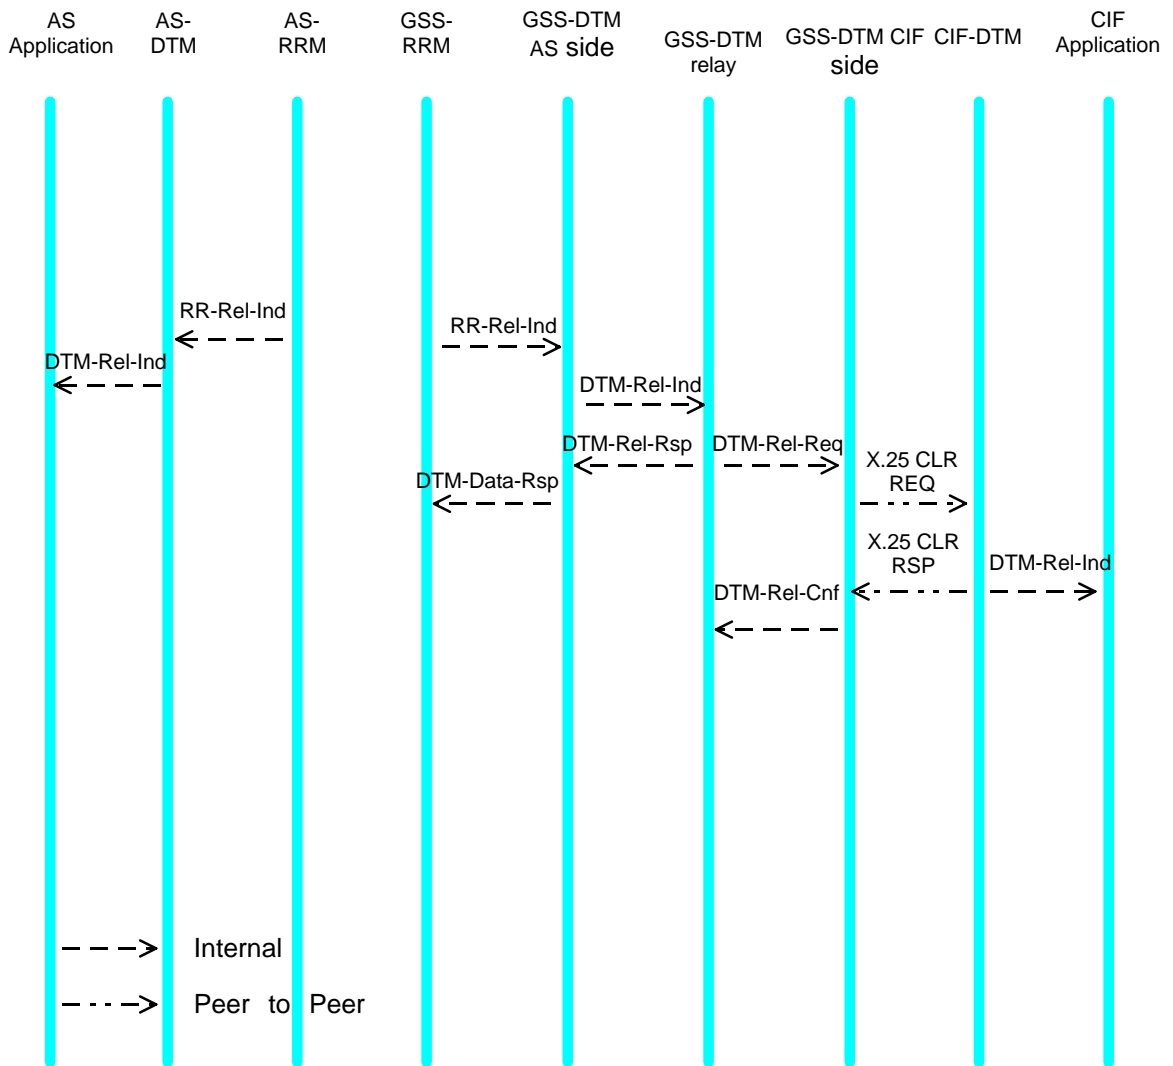 AS
Application
AS-
DTM
AS-
RRM
GSS-
RRM
GSS-DTM
AS side
GSS-DTM
relay
GSS-DTM CIF
side
CIF-DTM
CIF
Application
RR-Rel-Ind
RR-Rel-Ind
DTM-Rel-Ind
DTM-Rel-Ind
DTM-Rel-Rsp
DTM-Rel-Req
DTM-Data-Rsp
X.25 CLR
REQ
X.25 CLR
RSP
DTM-Rel-Ind
DTM-Rel-Cnf
Internal
Peer to Peer